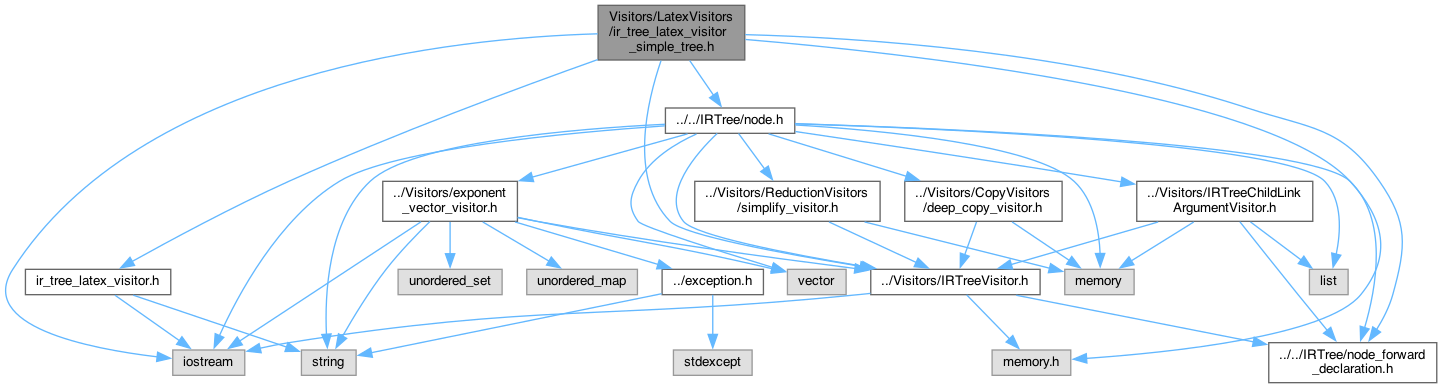 Visitors/LatexVisitors
/ir_tree_latex_visitor
_simple_tree.h
../../IRTree/node.h
../Visitors/exponent
_vector_visitor.h
../Visitors/ReductionVisitors
/simplify_visitor.h
../Visitors/CopyVisitors
/deep_copy_visitor.h
../Visitors/IRTreeChildLink
ArgumentVisitor.h
ir_tree_latex_visitor.h
unordered_set
unordered_map
../exception.h
vector
../Visitors/IRTreeVisitor.h
memory
list
iostream
string
stdexcept
memory.h
../../IRTree/node_forward
_declaration.h